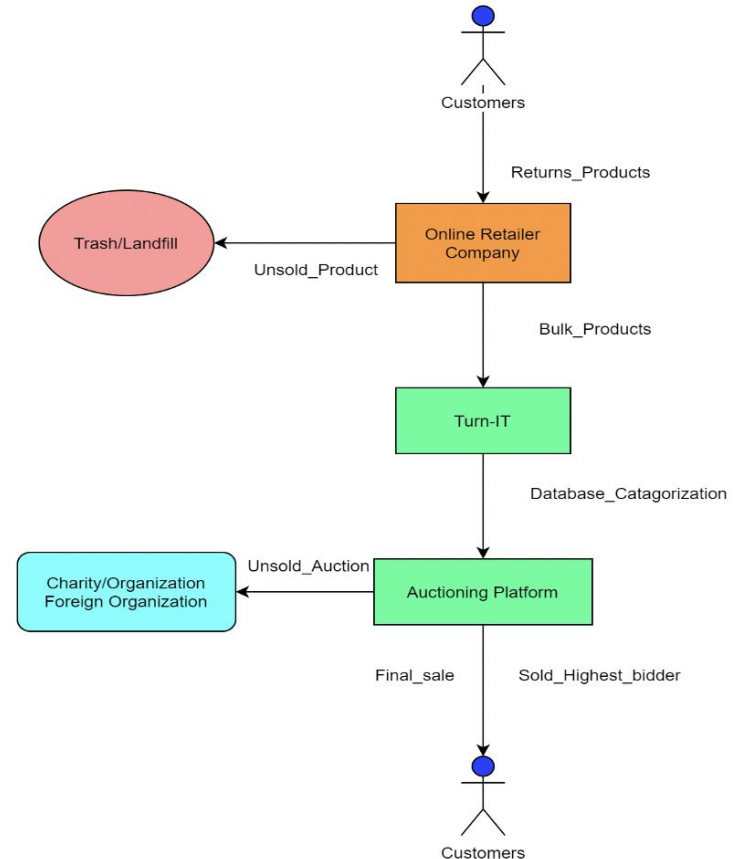 Customers
Returns_Products
Online Retailer
Company
Trash/Landfill
Unsold_Product
Bulk_Products
Turn-IT
Database_Catagorization
Unsold_Auction
Charity/Organization
Foreign Organization
Auctioning Platform
Final_sale
Sold_Highest_bidder
Customers